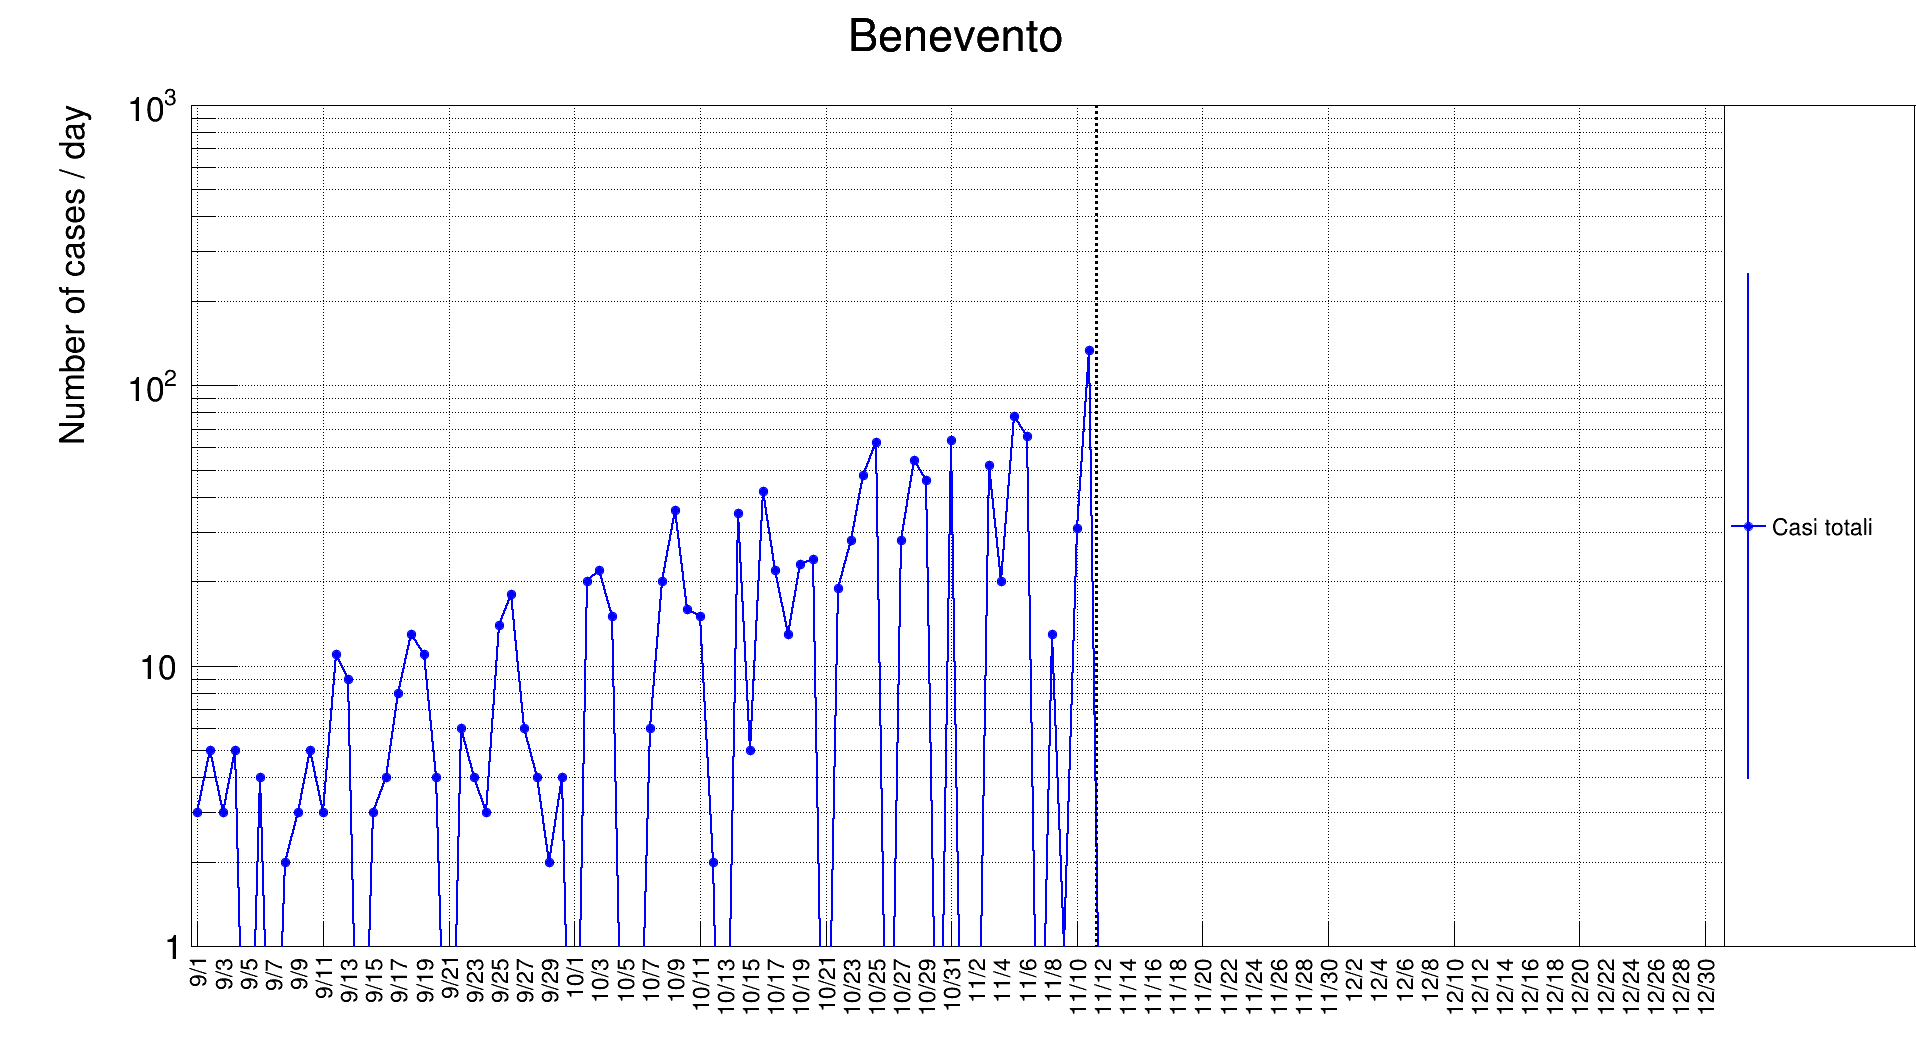 Benevento
Number of cases / day
10³
10²
10
1
9/1 9/3 9/5 9/7 9/9 9/11 9/13 9/15 9/17 9/19 9/21 9/23 9/25 9/27 9/29 10/1 10/3 10/5 10/7 10/9 10/11 10/13 10/15 10/17 10/19 10/21 10/23 10/25 10/27 10/29 10/31 11/2 11/4 11/6 11/8 11/10 11/12 11/14 11/16 11/18 11/20 11/22 11/24 11/26 11/28 11/30 12/2 12/4 12/6 12/8 12/10 12/12 12/14 12/16 12/18 12/20 12/22 12/24 12/26 12/28 12/30
Casi totali